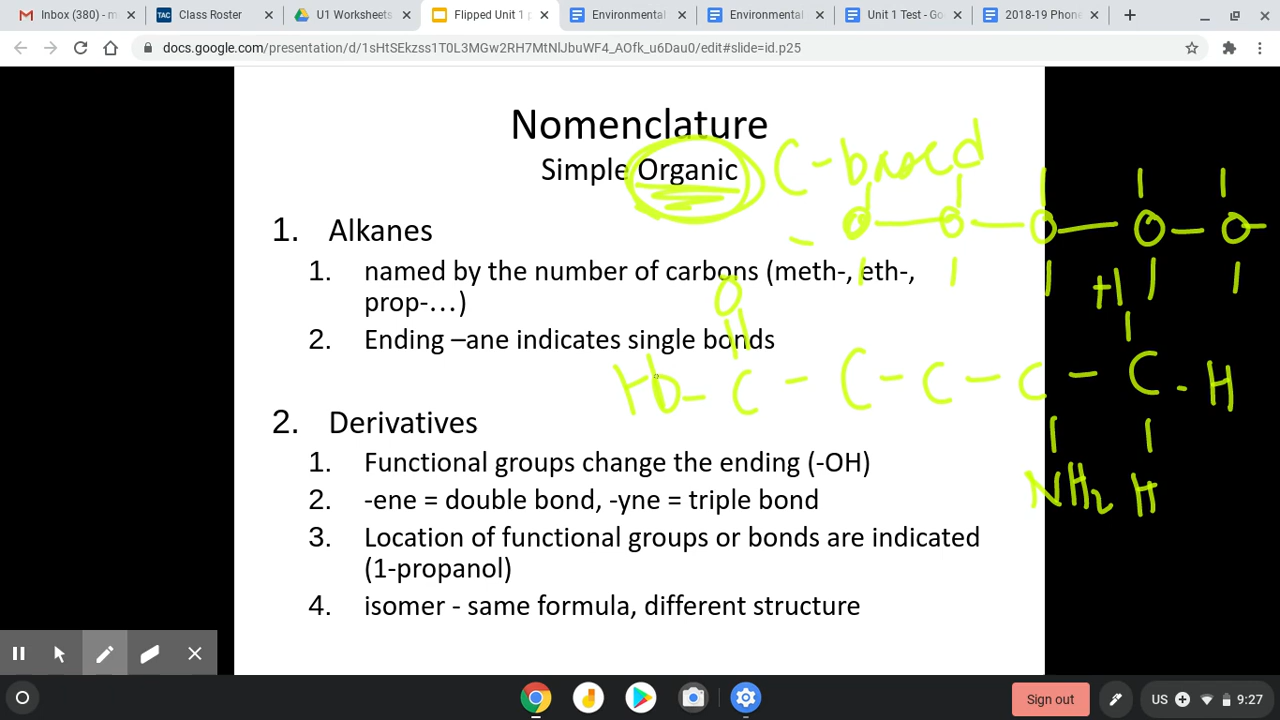 Inbox (380) - m
Class Roster
U1 Worksheets
Flipped Unit 1 p
Environmental
Environmental
Unit 1 Test - Go
2018-19 Phone
docs.google.com/presentation/d/1sHtSEkzss1T0L3MGw2RH7MtNlJbuWF4_AOfk_u6Dau0/edit#slide=id.p25
Nomenclature
Simple Organic C-based
O O O O O
1. Alkanes
1. named by the number of carbons (meth-, eth-,
prop-...)
2. Ending –ane indicates single bonds
O H
HO - C - C - C - C - C - H
NH2 H
2. Derivatives
1. Functional groups change the ending (-OH)
2. -ene = double bond, -yne = triple bond
3. Location of functional groups or bonds are indicated
(1-propanol)
4. isomer - same formula, different structure
Sign out
US
9:27